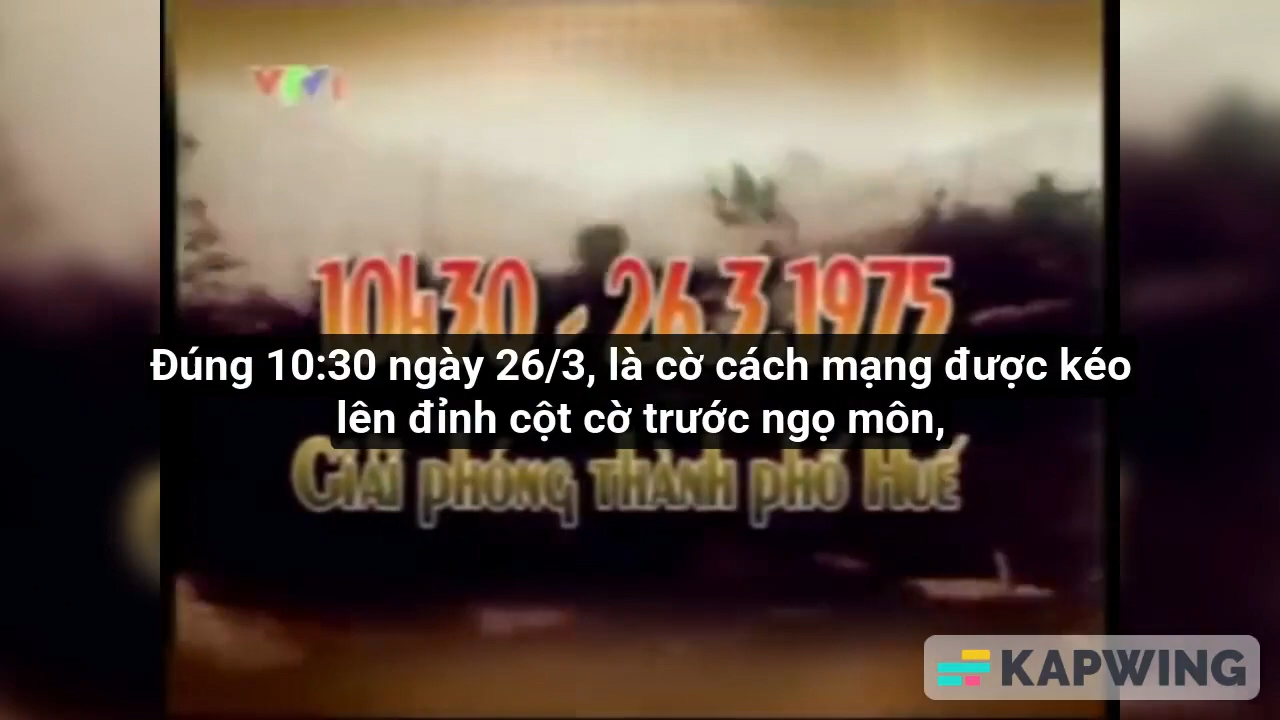 VTV1
10h30 - 26.3.1975
Đúng 10:30 ngày 26/3, là cờ cách mạng được kéo
lên đỉnh cột cờ trước ngọ môn,
Giải phóng thành phố Huế
KAPWING